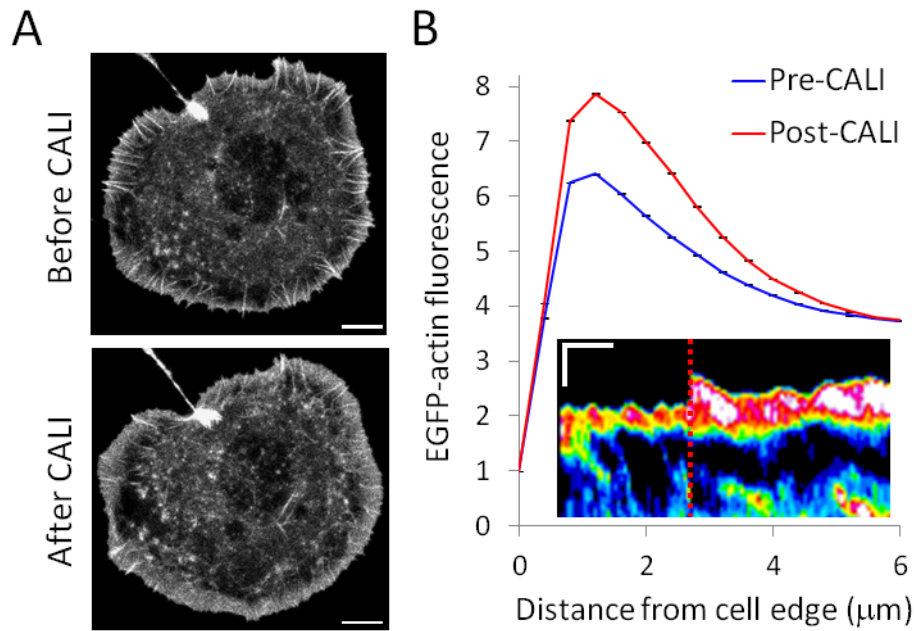 A
Before CALI
After CALI
B
Pre-CALI
Post-CALI
EGFP-actin fluorescence
8
7
6
5
4
3
2
1
0
0 2 4 6
Distance from cell edge (μm)